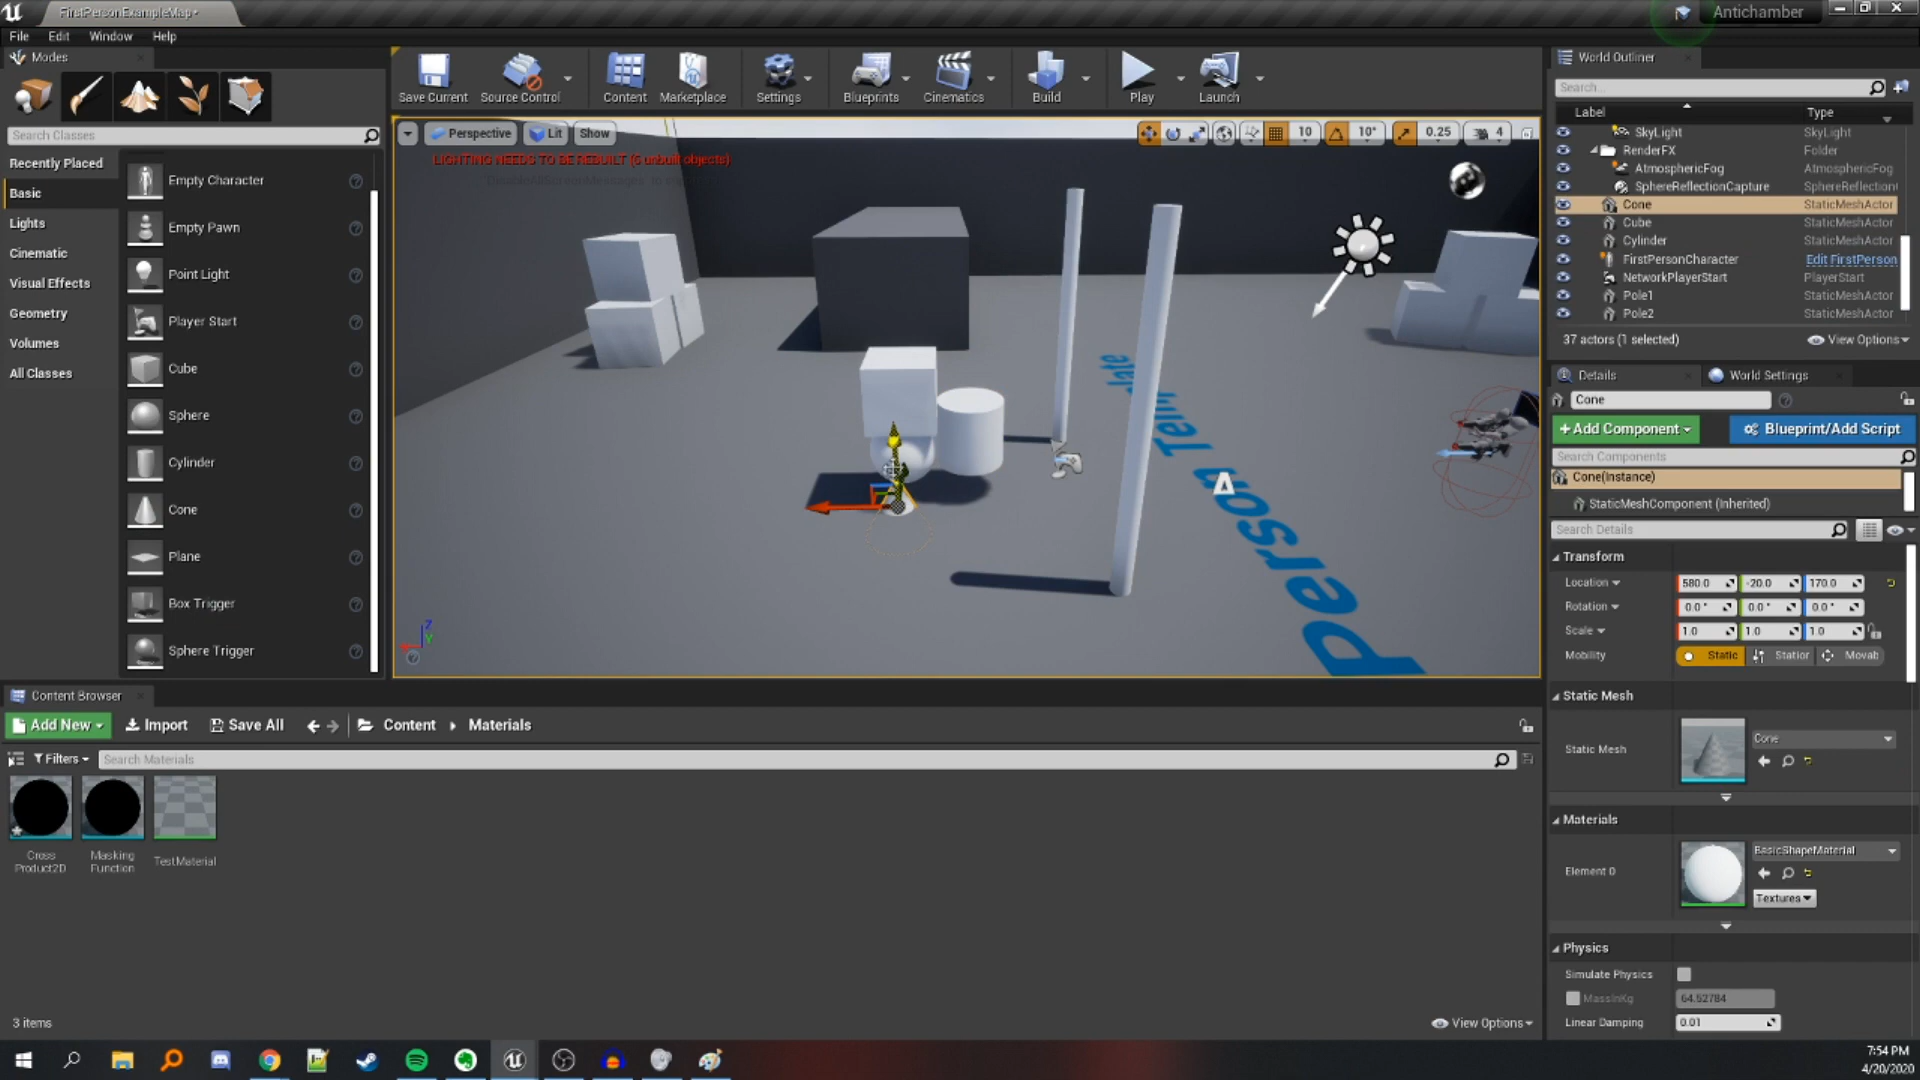 FirstPersonExampleMap•
Antichamber
File Edit Window Help
Modes
Search Classes
Recently Placed
Basic
Lights
Cinematic
Visual Effects
Geometry
Volumes
All Classes
Empty Character
Empty Pawn
Point Light
Player Start
Cube
Sphere
Cylinder
Cone
Plane
Box Trigger
Sphere Trigger
Save Current Source Control Content Marketplace Settings Blueprints Cinematics Build Play Launch
Perspective Lit Show 10 10° 0.25 4
LIGHTING NEEDS TO BE REBUILT (6 unbuilt objects)
Person
Z
Y
World Outliner
Search...
Label Type
SkyLight SkyLight
RenderFX Folder
AtmosphericFog AtmosphericFog
SphereReflectionCapture SphereReflection
Cone StaticMeshActor
Cube StaticMeshActor
Cylinder StaticMeshActor
FirstPersonCharacter Edit FirstPerson
NetworkPlayerStart PlayerStart
Pole1 StaticMeshActor
Pole2 StaticMeshActor
37 actors (1 selected) View Options
Details World Settings
Cone
+Add Component Blueprint/Add Script
Search Components
Cone(Instance)
StaticMeshComponent (Inherited)
Search Details
Transform
Location 580.0 -20.0 170.0
Rotation 0.0° 0.0° 0.0°
Scale 1.0 1.0 1.0
Mobility Static Station Movab
Static Mesh
Static Mesh Cone
Materials
Element 0 BasicShapeMaterial
Textures
Physics
Simulate Physics
MassInKg 64.52784
Linear Damping 0.01
Content Browser
Add New Import Save All Content Materials
Filters Search Materials
Cross Product2D
Masking Function
TestMaterial
3 items View Options
7:54 PM
4/20/2020